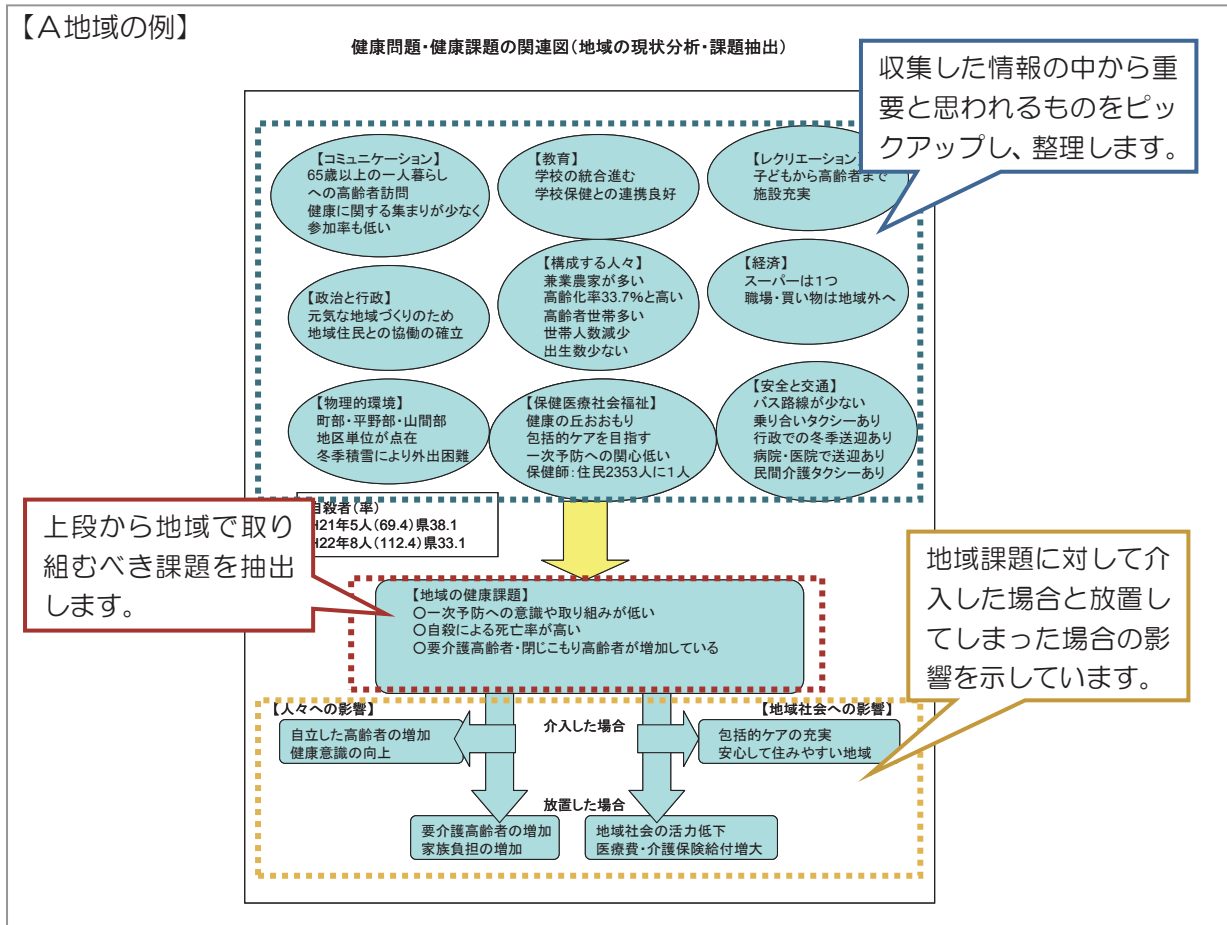 【A地域の例】
健康問題・健康課題の関連図(地域の現状分析・課題抽出)
収集した情報の中から重
要と思われるものをピッ
クアップし、整理します。
【コミュニケーション】
65歳以上の一人暮らし
への高齢者訪問
健康に関する集まりが少なく
参加率も低い
【教育】
学校の統合進む
学校保健との連携良好
【レクリエーション】
子どもから高齢者まで
施設充実
【政治と行政】
元気な地域づくりのため
地域住民との協働の確立
【構成する人々】
兼業農家が多い
高齢化率33.7%と高い
高齢者世帯多い
世帯人数減少
出生数少ない
【経済】
スーパーは1つ
職場・買い物は地域外へ
【物理的環境】
町部・平野部・山間部
地区単位が点在
冬季積雪により外出困難
【保健医療社会福祉】
健康の丘おおもり
包括的ケアを目指す
一次予防への関心低い
保健師:住民2353人に1人
【安全と交通】
バス路線が少ない
乗り合いタクシーあり
行政での冬季送迎あり
病院・医院で送迎あり
民間介護タクシーあり
自殺者(率)
H21年5人(69.4)県38.1
H22年8人(112.4)県33.1
上段から地域で取り
組むべき課題を抽出
します。
【地域の健康課題】
○一次予防への意識や取り組みが低い
○自殺による死亡率が高い
○要介護高齢者・閉じこもり高齢者が増加している
地域課題に対して介
入した場合と放置し
てしまった場合の影
響を示しています。
【人々への影響】
介入した場合
【地域社会への影響】
自立した高齢者の増加
健康意識の向上
包括的ケアの充実
安心して住みやすい地域
放置した場合
要介護高齢者の増加
家族負担の増加
地域社会の活力低下
医療費・介護保険給付増大